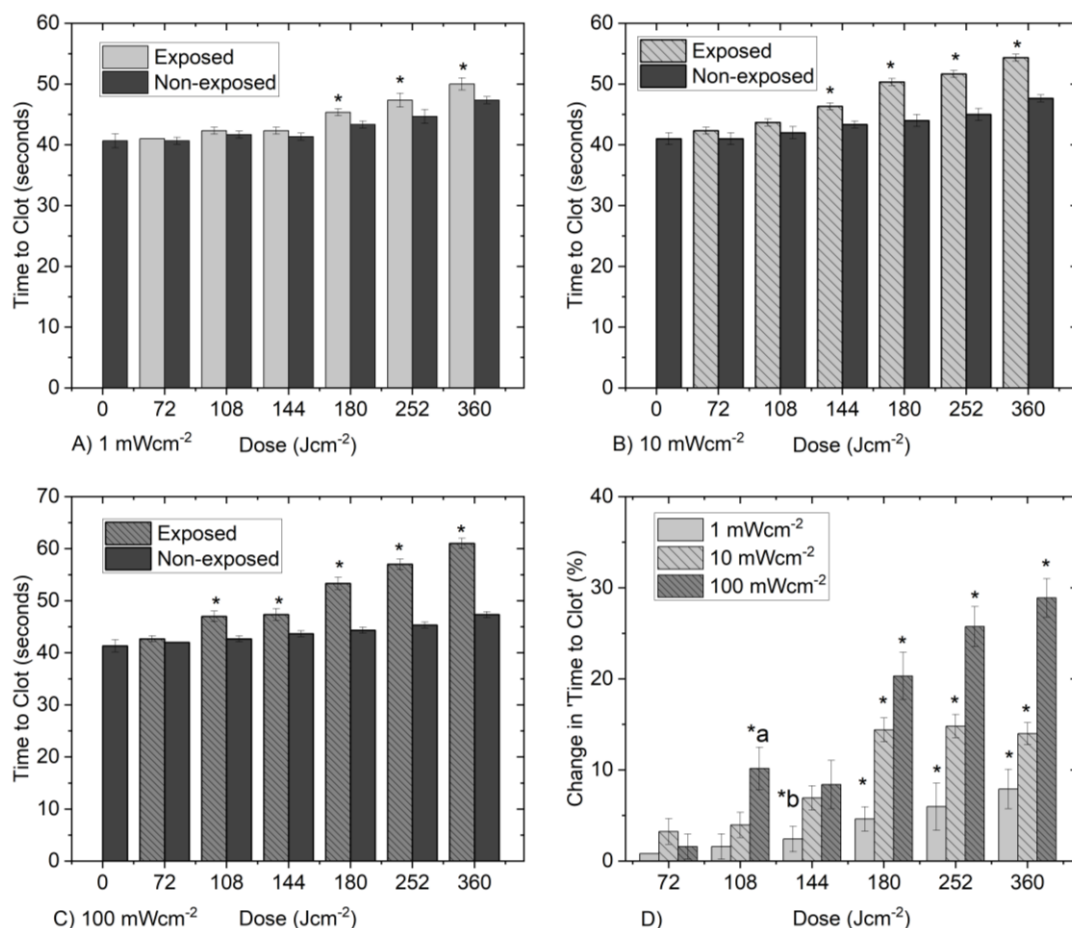 60
50
40
30
20
10
0
Time to Clot (seconds)
Exposed
Non-exposed
*
*
*
0 72 108 144 180 252 360
A) 1 mWcm-2 Dose (Jcm-2)
60
50
40
30
20
10
0
Time to Clot (seconds)
Exposed
Non-exposed
*
*
*
*
0 72 108 144 180 252 360
B) 10 mWcm-2 Dose (Jcm-2)
70
60
50
40
30
20
10
0
Time to Clot (seconds)
Exposed
Non-exposed
*
*
*
*
*
0 72 108 144 180 252 360
C) 100 mWcm-2 Dose (Jcm-2)
40
30
20
10
0
Change in 'Time to Clot' (%)
1 mWcm-2
10 mWcm-2
100 mWcm-2
*a
*b
*
*
*
*
*
*
*
*
*
72 108 144 180 252 360
D) Dose (Jcm-2)